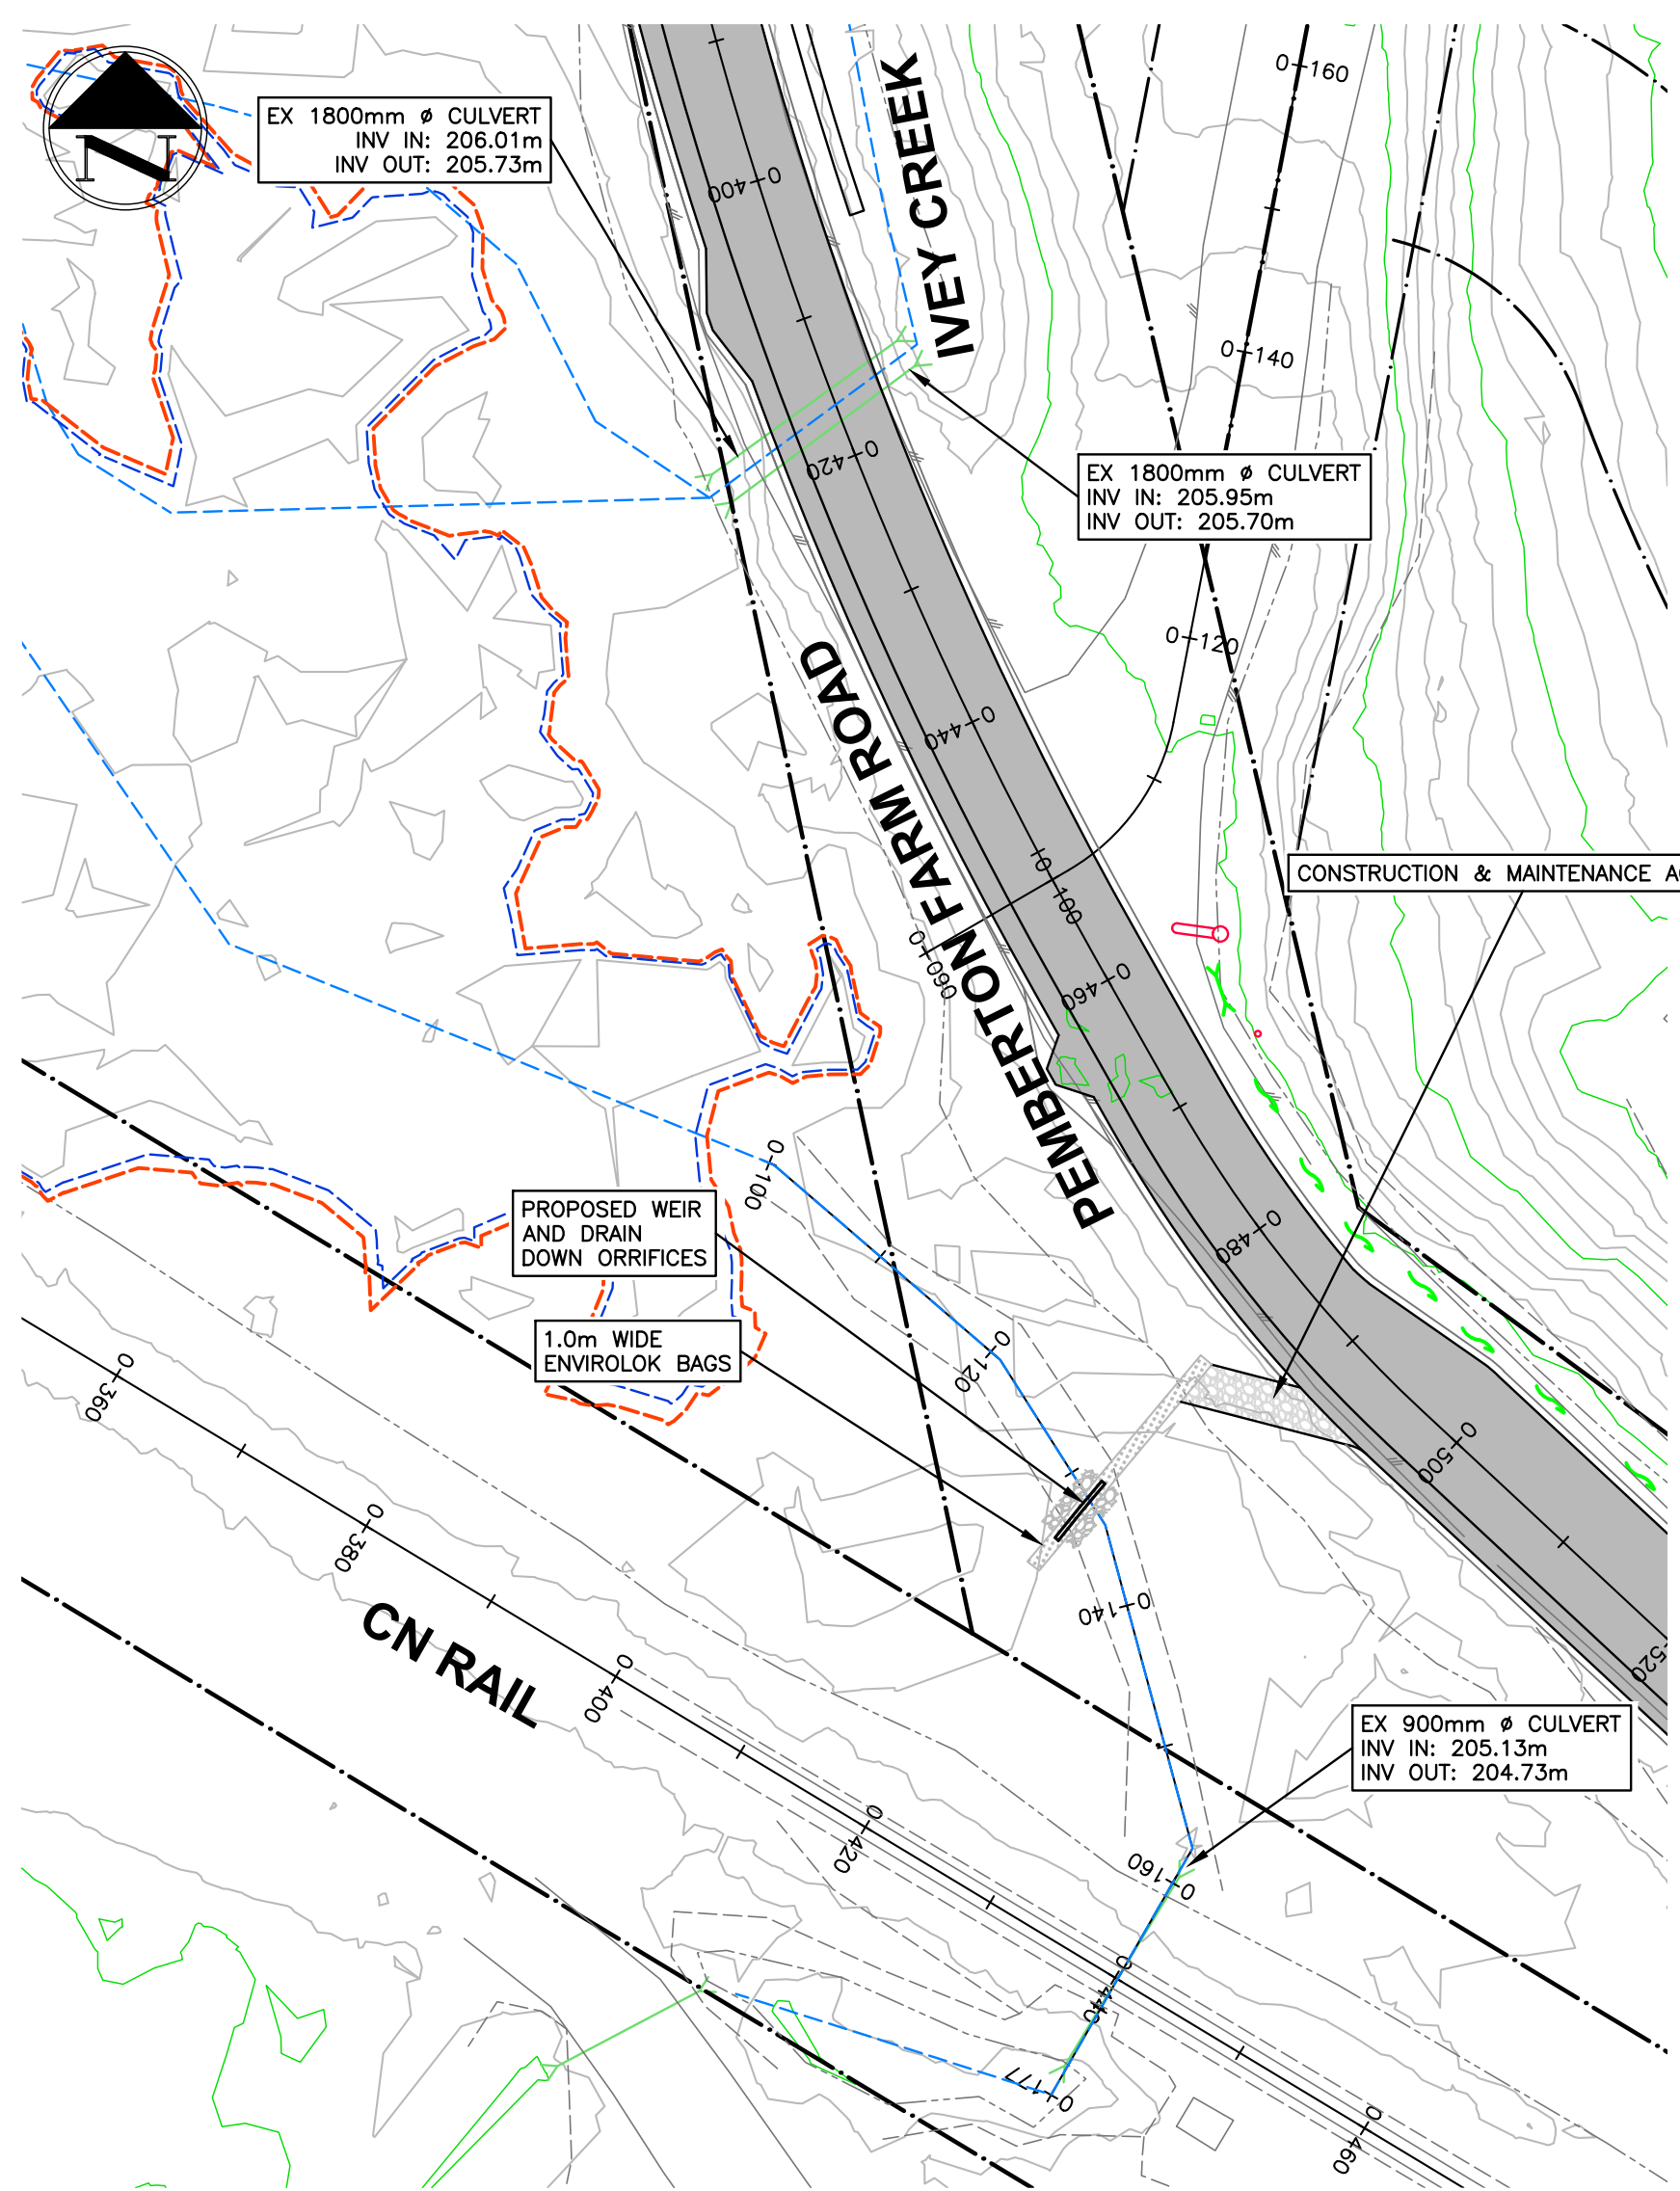 N
EX 1800mm ø CULVERT
INV IN: 206.01m
INV OUT: 205.73m
IVEY CREEK
0+160
0+400
0+140
0+420
EX 1800mm ø CULVERT
INV IN: 205.95m
INV OUT: 205.70m
0+120
PEMBERTON FARM ROAD
0+440
CONSTRUCTION & MAINTENANCE
0+100
0+090
0+460
0+100
PROPOSED WEIR
AND DRAIN
DOWN ORRIFICES
0+480
1.0m WIDE
ENVIROLOK BAGS
0+120
0+360
0+500
0+380
0+140
CN RAIL
0+400
0+520
EX 900mm ø CULVERT
INV IN: 205.13m
INV OUT: 204.73m
0+420
0+160
0+440
0+177
0+460